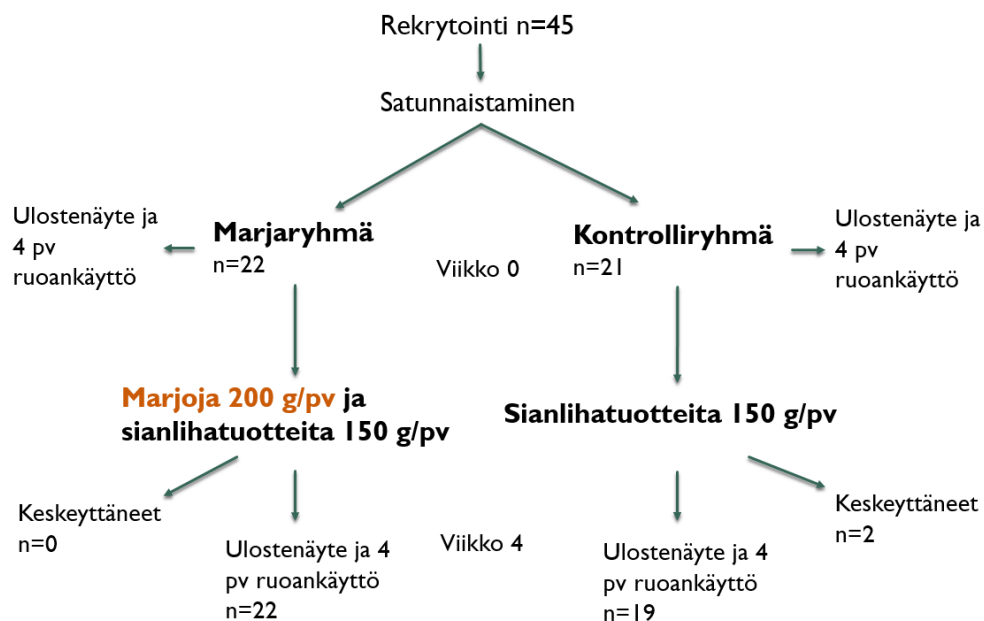 Rekrytointi n=45
Satunnaistaminen
Ulostenäyte ja
4 pv
ruoankäyttö
Marjaryhmä
n=22
Viikko 0
Kontrolliryhmä
n=21
Ulostenäyte ja
4 pv
ruoankäyttö
Marjoja 200 g/pv ja
sianlihatuotteita 150 g/pv
Sianlihatuotteita 150 g/pv
Keskeyttäneet
n=0
Ulostenäyte ja 4
pv ruoankäyttö
n=22
Viikko 4
Ulostenäyte ja 4
pv ruoankäyttö
n=19
Keskeyttäneet
n=2